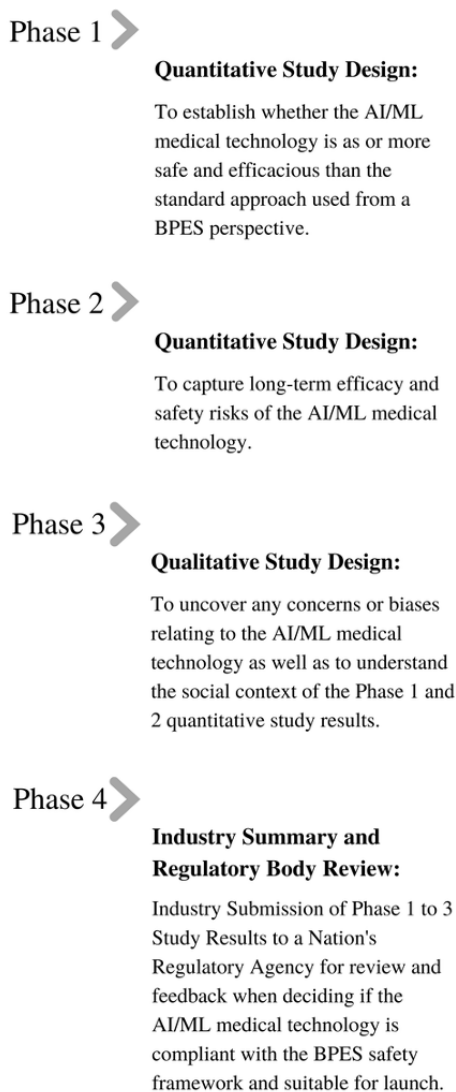 Phase 1
Quantitative Study Design:
To establish whether the AI/ML
medical technology is as or more
safe and efficacious than the
standard approach used from a
BPES perspective.
Phase 2
Quantitative Study Design:
To capture long-term efficacy and
safety risks of the AI/ML medical
technology.
Phase 3
Qualitative Study Design:
To uncover any concerns or biases
relating to the AI/ML medical
technology as well as to understand
the social context of the Phase 1 and
2 quantitative study results.
Phase 4
Industry Summary and
Regulatory Body Review:
Industry Submission of Phase 1 to 3
Study Results to a Nation's
Regulatory Agency for review and
feedback when deciding if the
AI/ML medical technology is
compliant with the BPES safety
framework and suitable for launch.